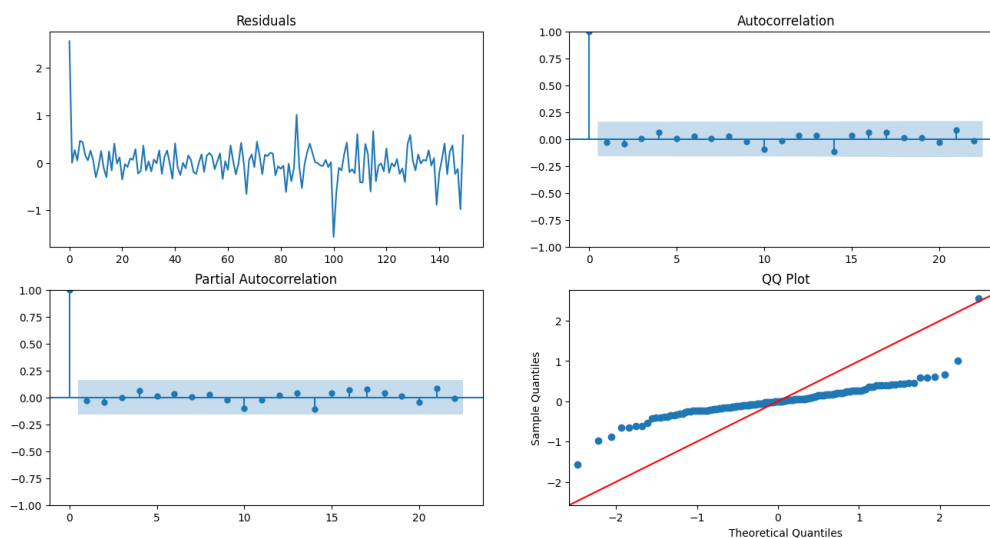 Residuals
2
1
0
−1
0 20 40 60 80 100 120 140
Autocorrelation
1.00
0.75
0.50
0.25
0.00
−0.25
−0.50
−0.75
−1.00
0 5 10 15 20
Partial Autocorrelation
1.00
0.75
0.50
0.25
0.00
−0.25
−0.50
−0.75
−1.00
0 5 10 15 20
QQ Plot
Sample Quantiles
2
1
0
−1
−2
−2 −1 0 1 2
Theoretical Quantiles